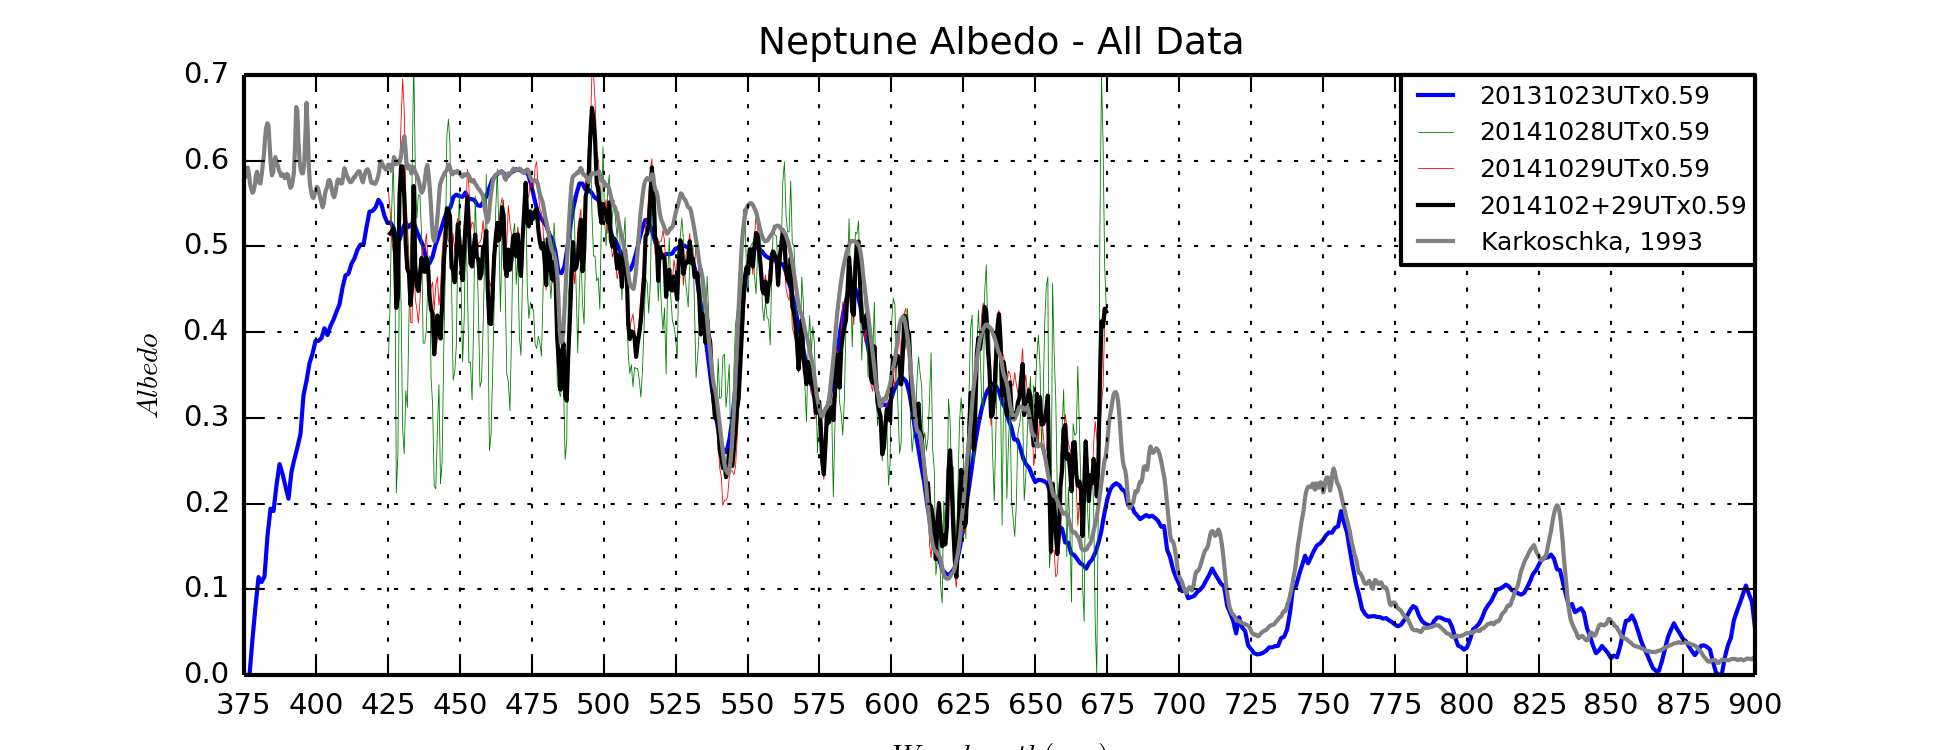 Neptune Albedo - All Data
20131023UTx0.59
20141028UTx0.59
20141029UTx0.59
2014102+29UTx0.59
Karkoschka, 1993
0.7
0.6
0.5
0.4
0.3
0.2
0.1
0.0
Albedo
375 400 425 450 475 500 525 550 575 600 625 650 675 700 725 750 775 800 825 850 875 900